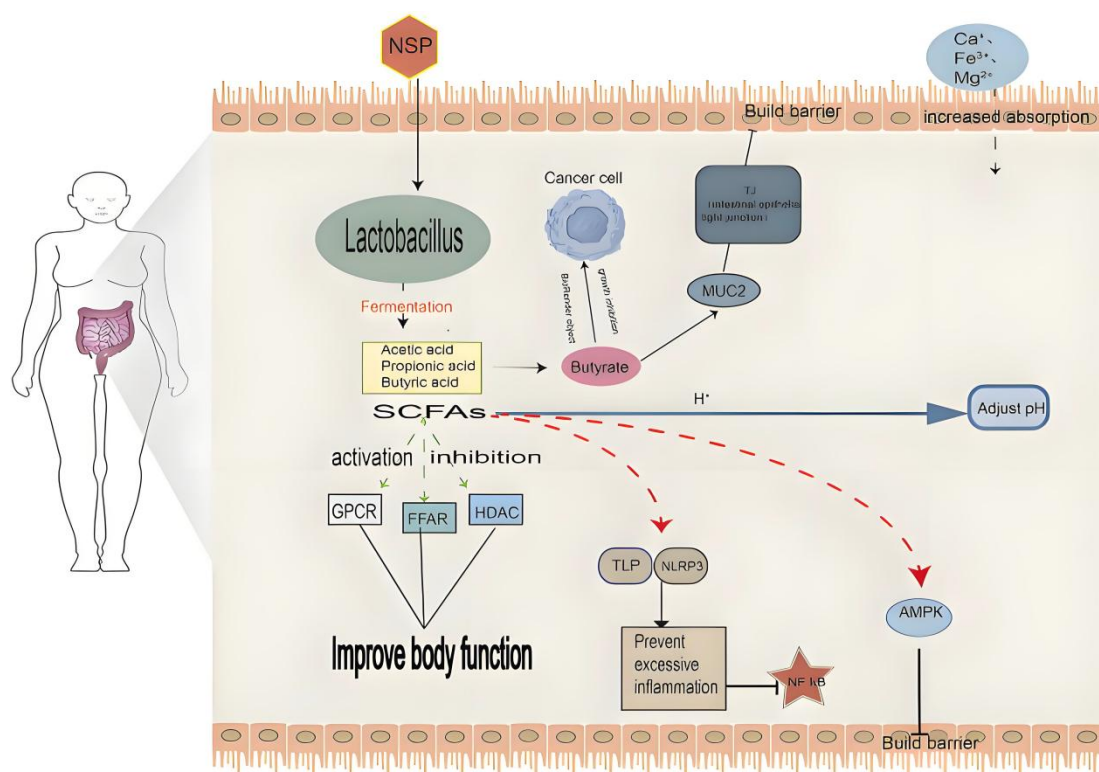 NSP
Fe³⁺、
Build barrier
increased absorption
Cancer cell
TJ
Lactobacillus
growth inhibition
MUC2
Fermentation
Acetic acid
Propionic acid
Butyric acid
Butyrate
SCFAs
H⁺
Adjust pH
activation
inhibition
GPCR
FFAR
HDAC
TLP
NLRP3
AMPK
Improve body function
Prevent
excessive
inflammation
Build barrier